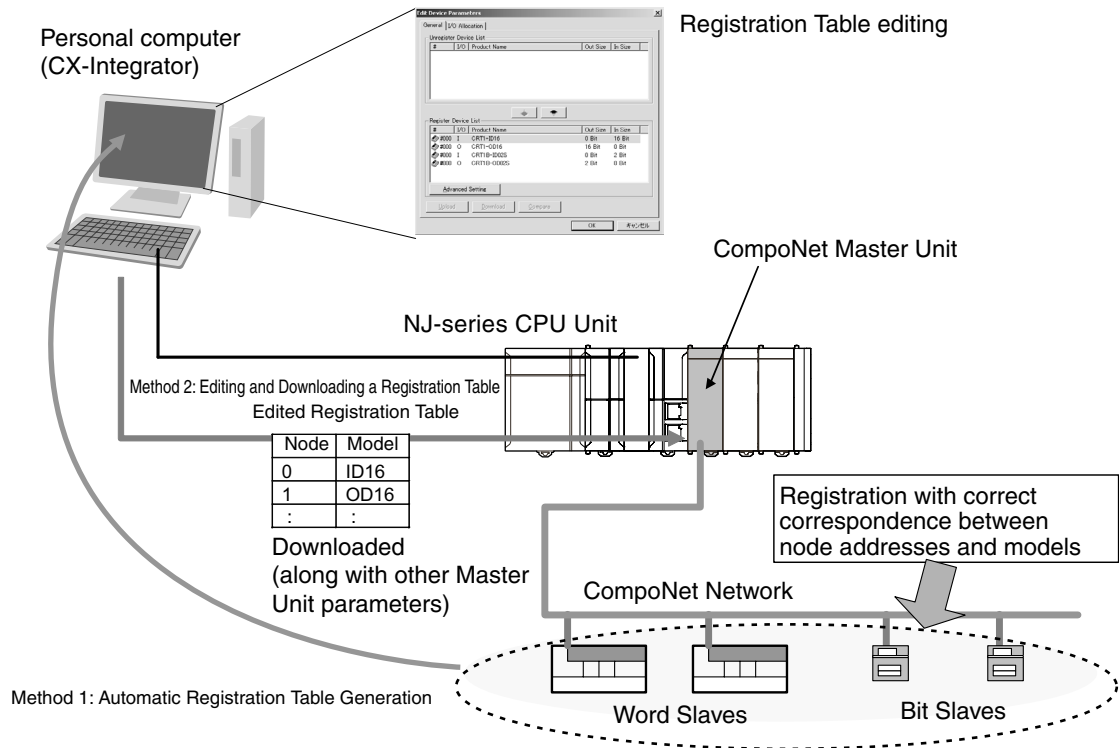 Personal computer
(CX-Integrator)
Edit Device Parameters
General
I/O Allocation
Unregister Device List
# I/O Product Name Out Size In Size
Register Device List
# I/O Product Name Out Size In Size
#000 I CRT1-ID16 0 Bit 16 Bit
#000 O CRT1-OD16 16 Bit 0 Bit
#000 I CRT1B-ID02S 0 Bit 2 Bit
#000 O CRT1B-OD02S 2 Bit 0 Bit
Advanced Setting
Upload Download Compare
OK キャンセル
Registration Table editing
CompoNet Master Unit
NJ-series CPU Unit
Method 2: Editing and Downloading a Registration Table
Edited Registration Table
Node Model
0 ID16
1 OD16
: :
Downloaded
(along with other Master
Unit parameters)
Registration with correct
correspondence between
node addresses and models
CompoNet Network
Method 1: Automatic Registration Table Generation
Word Slaves
Bit Slaves